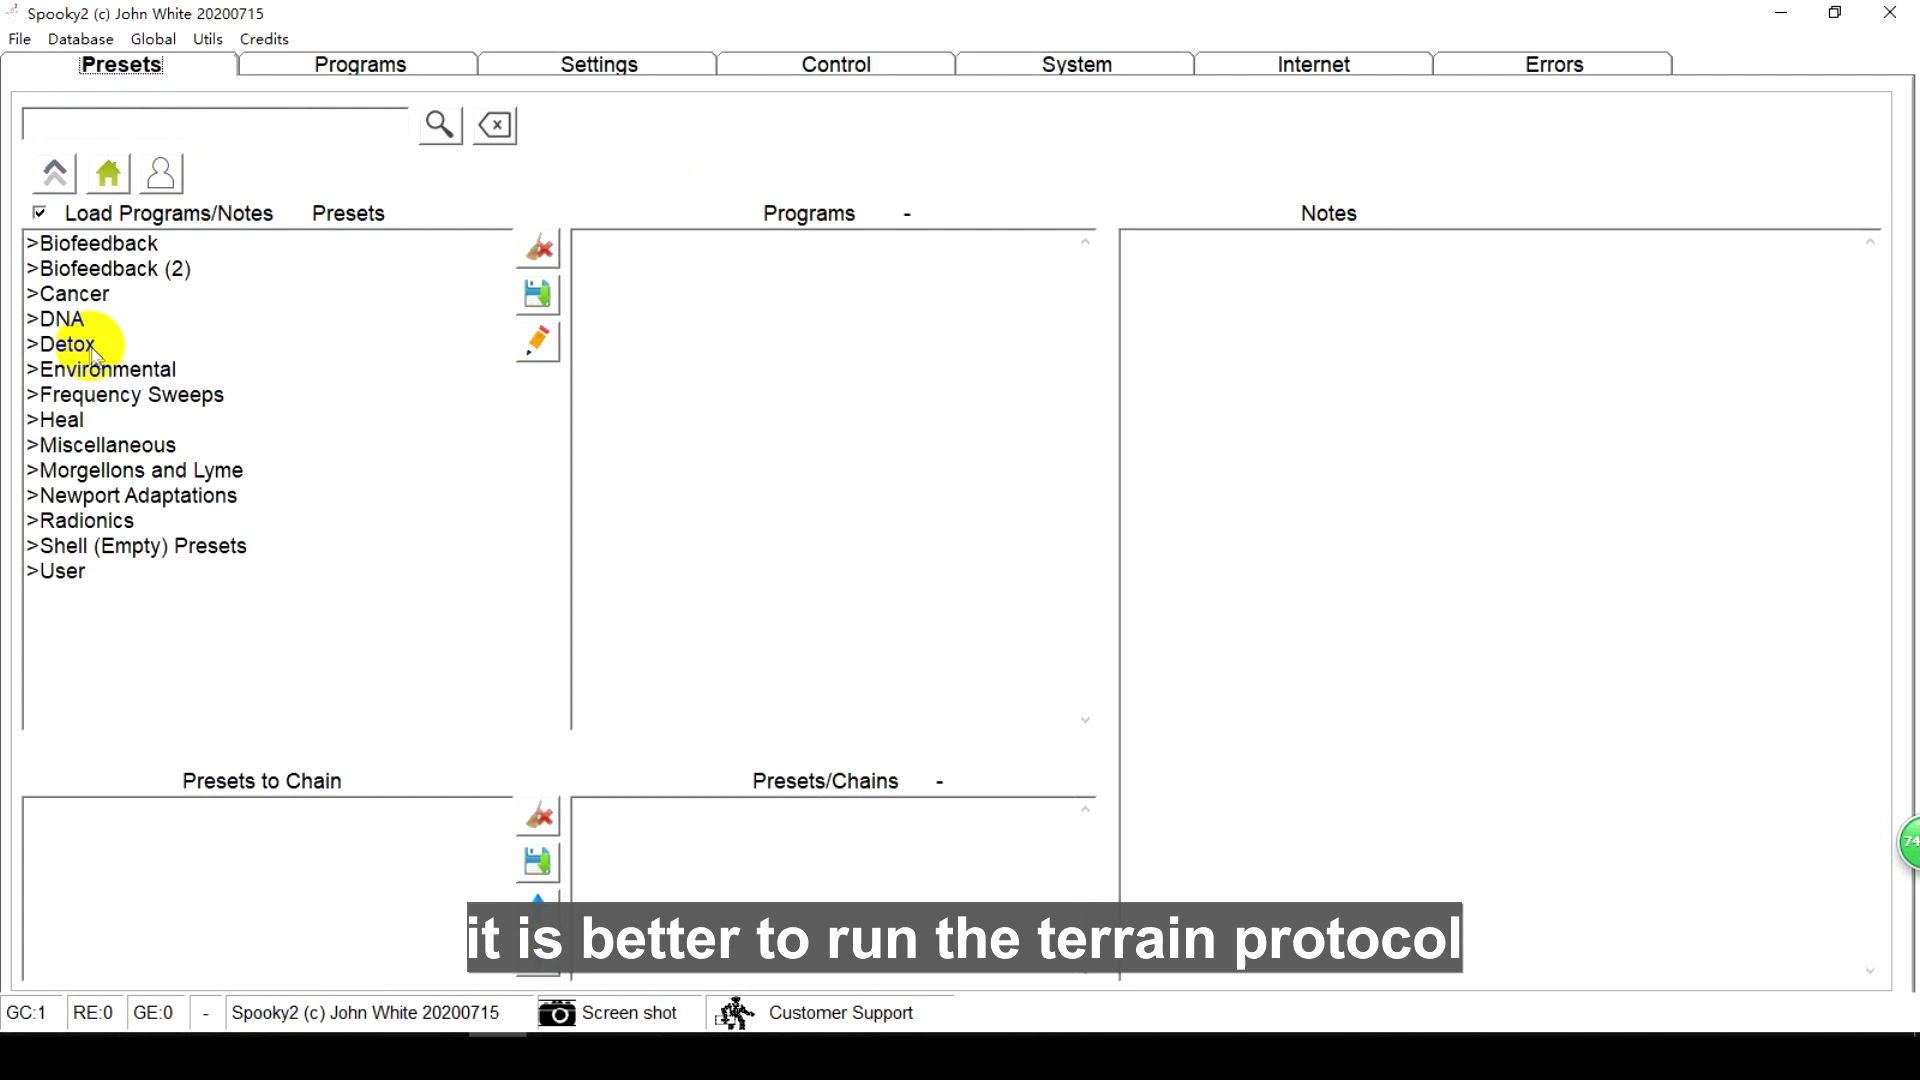 Spooky2 (c) John White 20200715
File Database Global Utils Credits
Presets Programs Settings Control System Internet Errors
Load Programs/Notes Presets Programs - Notes
>Biofeedback
>Biofeedback (2)
>Cancer
>DNA
>Detox
>Environmental
>Frequency Sweeps
>Heal
>Miscellaneous
>Morgellons and Lyme
>Newport Adaptations
>Radionics
>Shell (Empty) Presets
>User
Presets to Chain Presets/Chains -
74
it is better to run the terrain protocol
GC:1 RE:0 GE:0 - Spooky2 (c) John White 20200715 Screen shot Customer Support